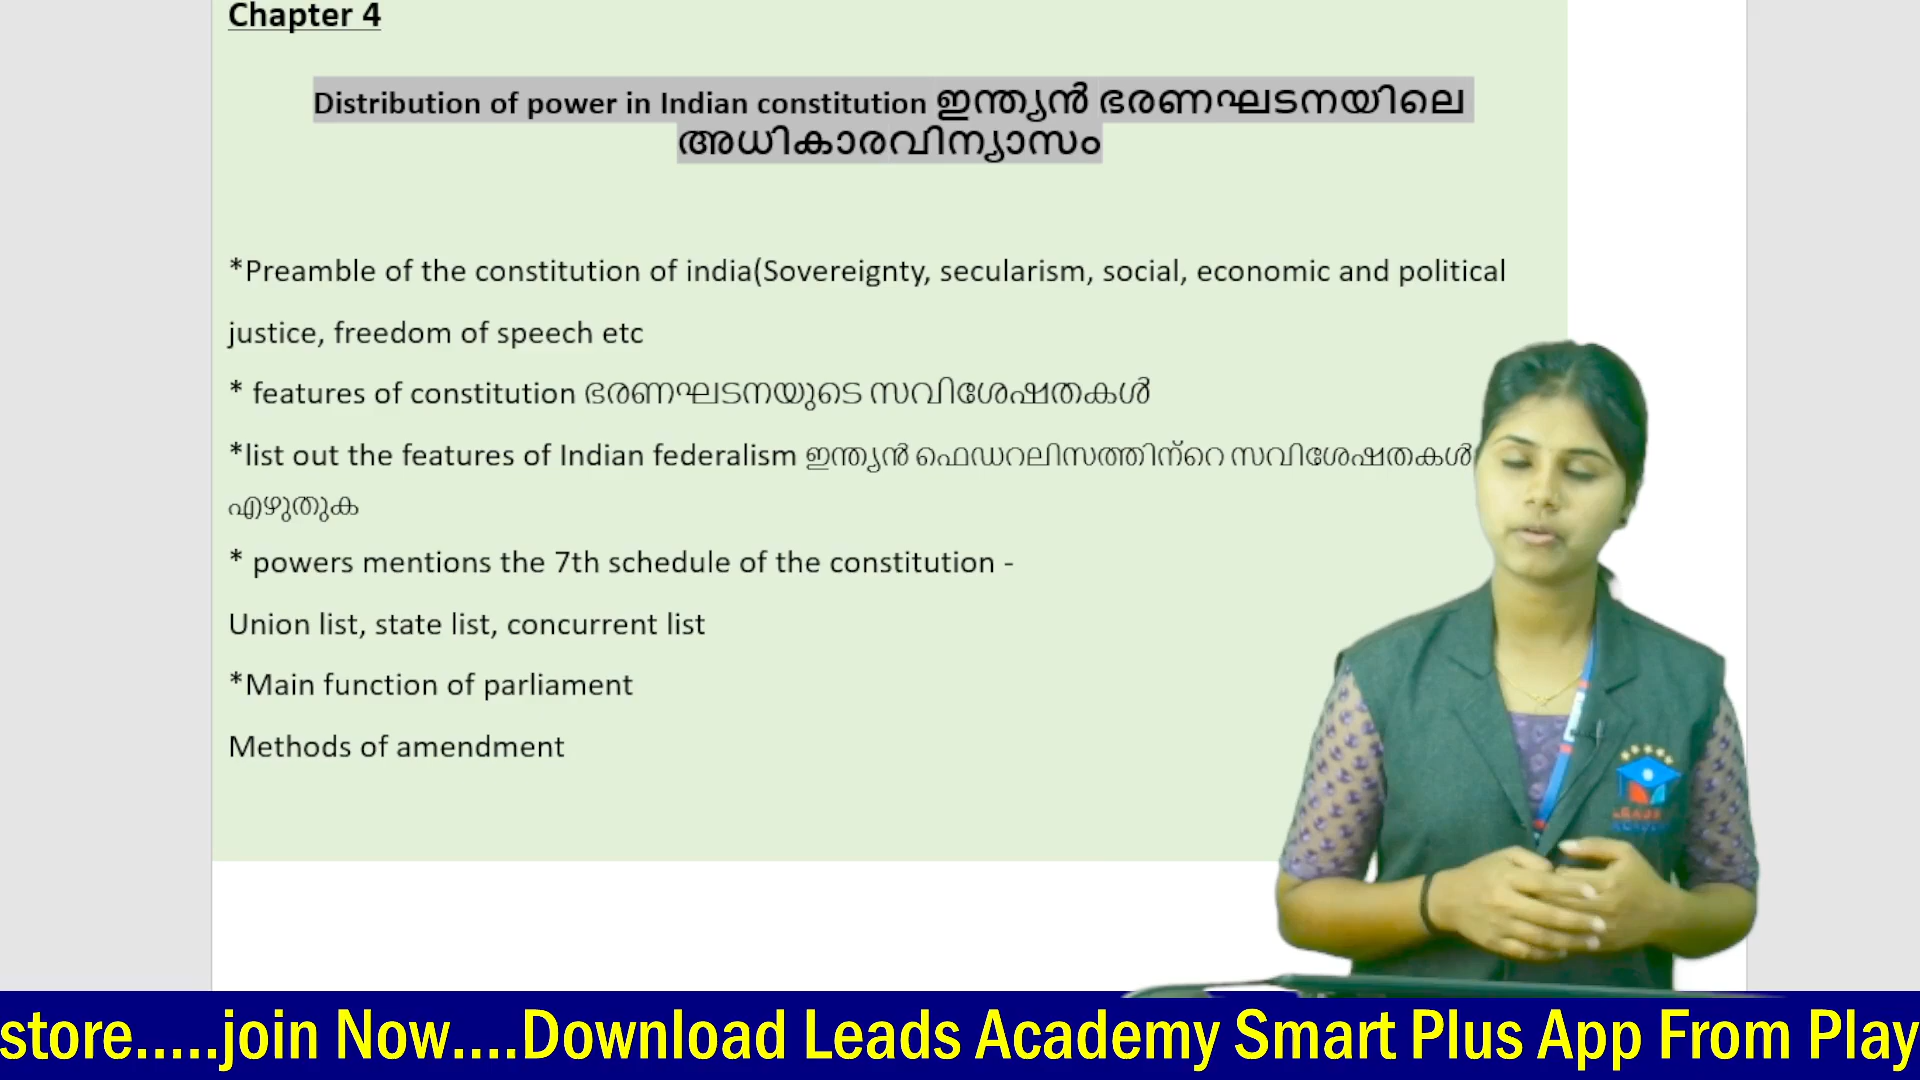 Chapter 4
Distribution of power in Indian constitution ഇന്ത്യൻ ഭരണഘടനയിലെ
അധികാരവിന്യാസം
*Preamble of the constitution of india(Sovereignty, secularism, social, economic and political
justice, freedom of speech etc
* features of constitution ഭരണഘടനയുടെ സവിശേഷതകൾ
*list out the features of Indian federalism ഇന്ത്യൻ ഫെഡറലിസത്തിന്റെ സവിശേഷതകൾ
എഴുതുക
* powers mentions the 7th schedule of the constitution -
Union list, state list, concurrent list
*Main function of parliament
Methods of amendment
store.....join Now....Download Leads Academy Smart Plus App From Play